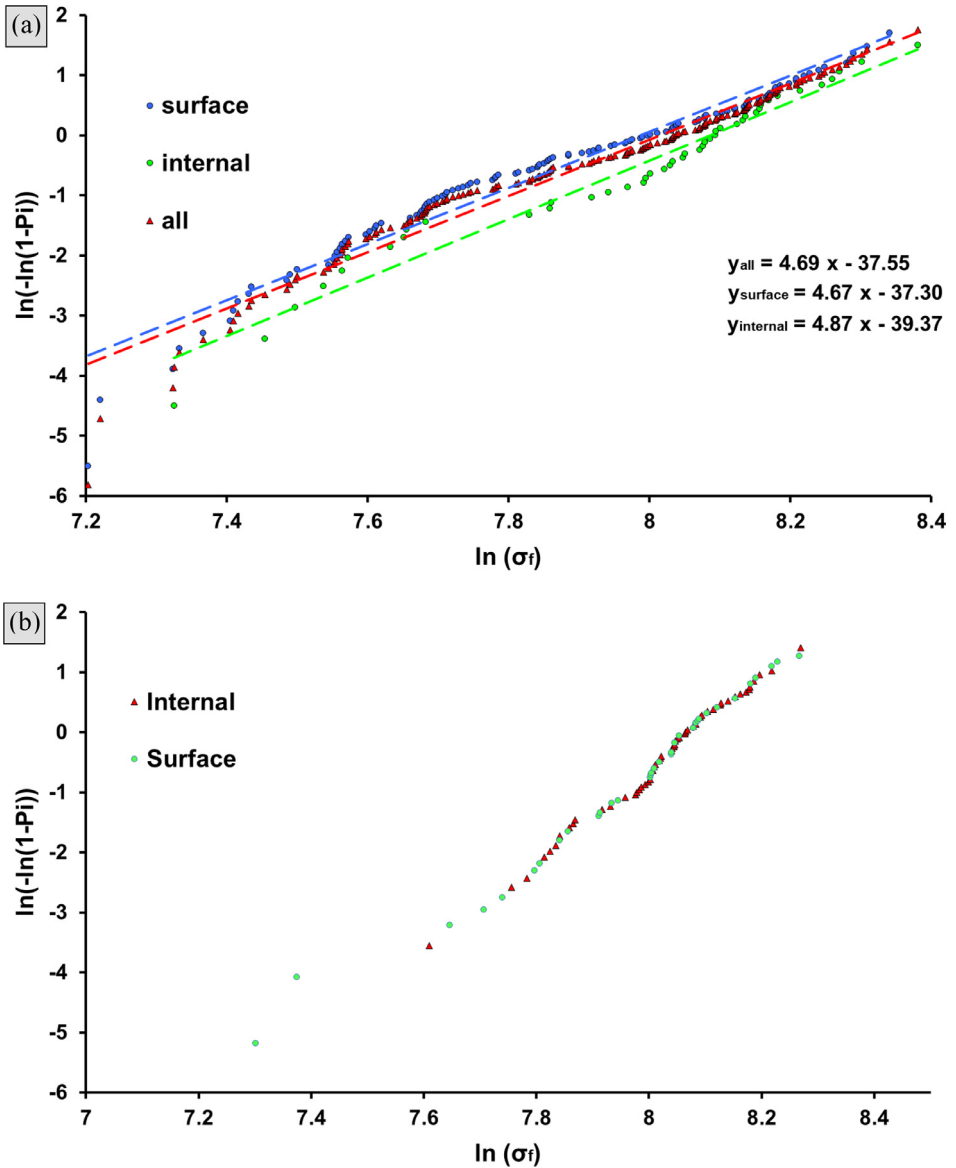 (a)
2
1
0
-1
-2
-3
-4
-5
-6
ln(-ln(1-Pi))
surface
internal
all
yall = 4.69 x - 37.55
ysurface = 4.67 x - 37.30
yinternal = 4.87 x - 39.37
7.2 7.4 7.6 7.8 8 8.2 8.4
ln (σf)
(b)
2
1
0
-1
-2
-3
-4
-5
-6
ln(-ln(1-Pi))
Internal
Surface
7 7.2 7.4 7.6 7.8 8 8.2 8.4
ln (σf)